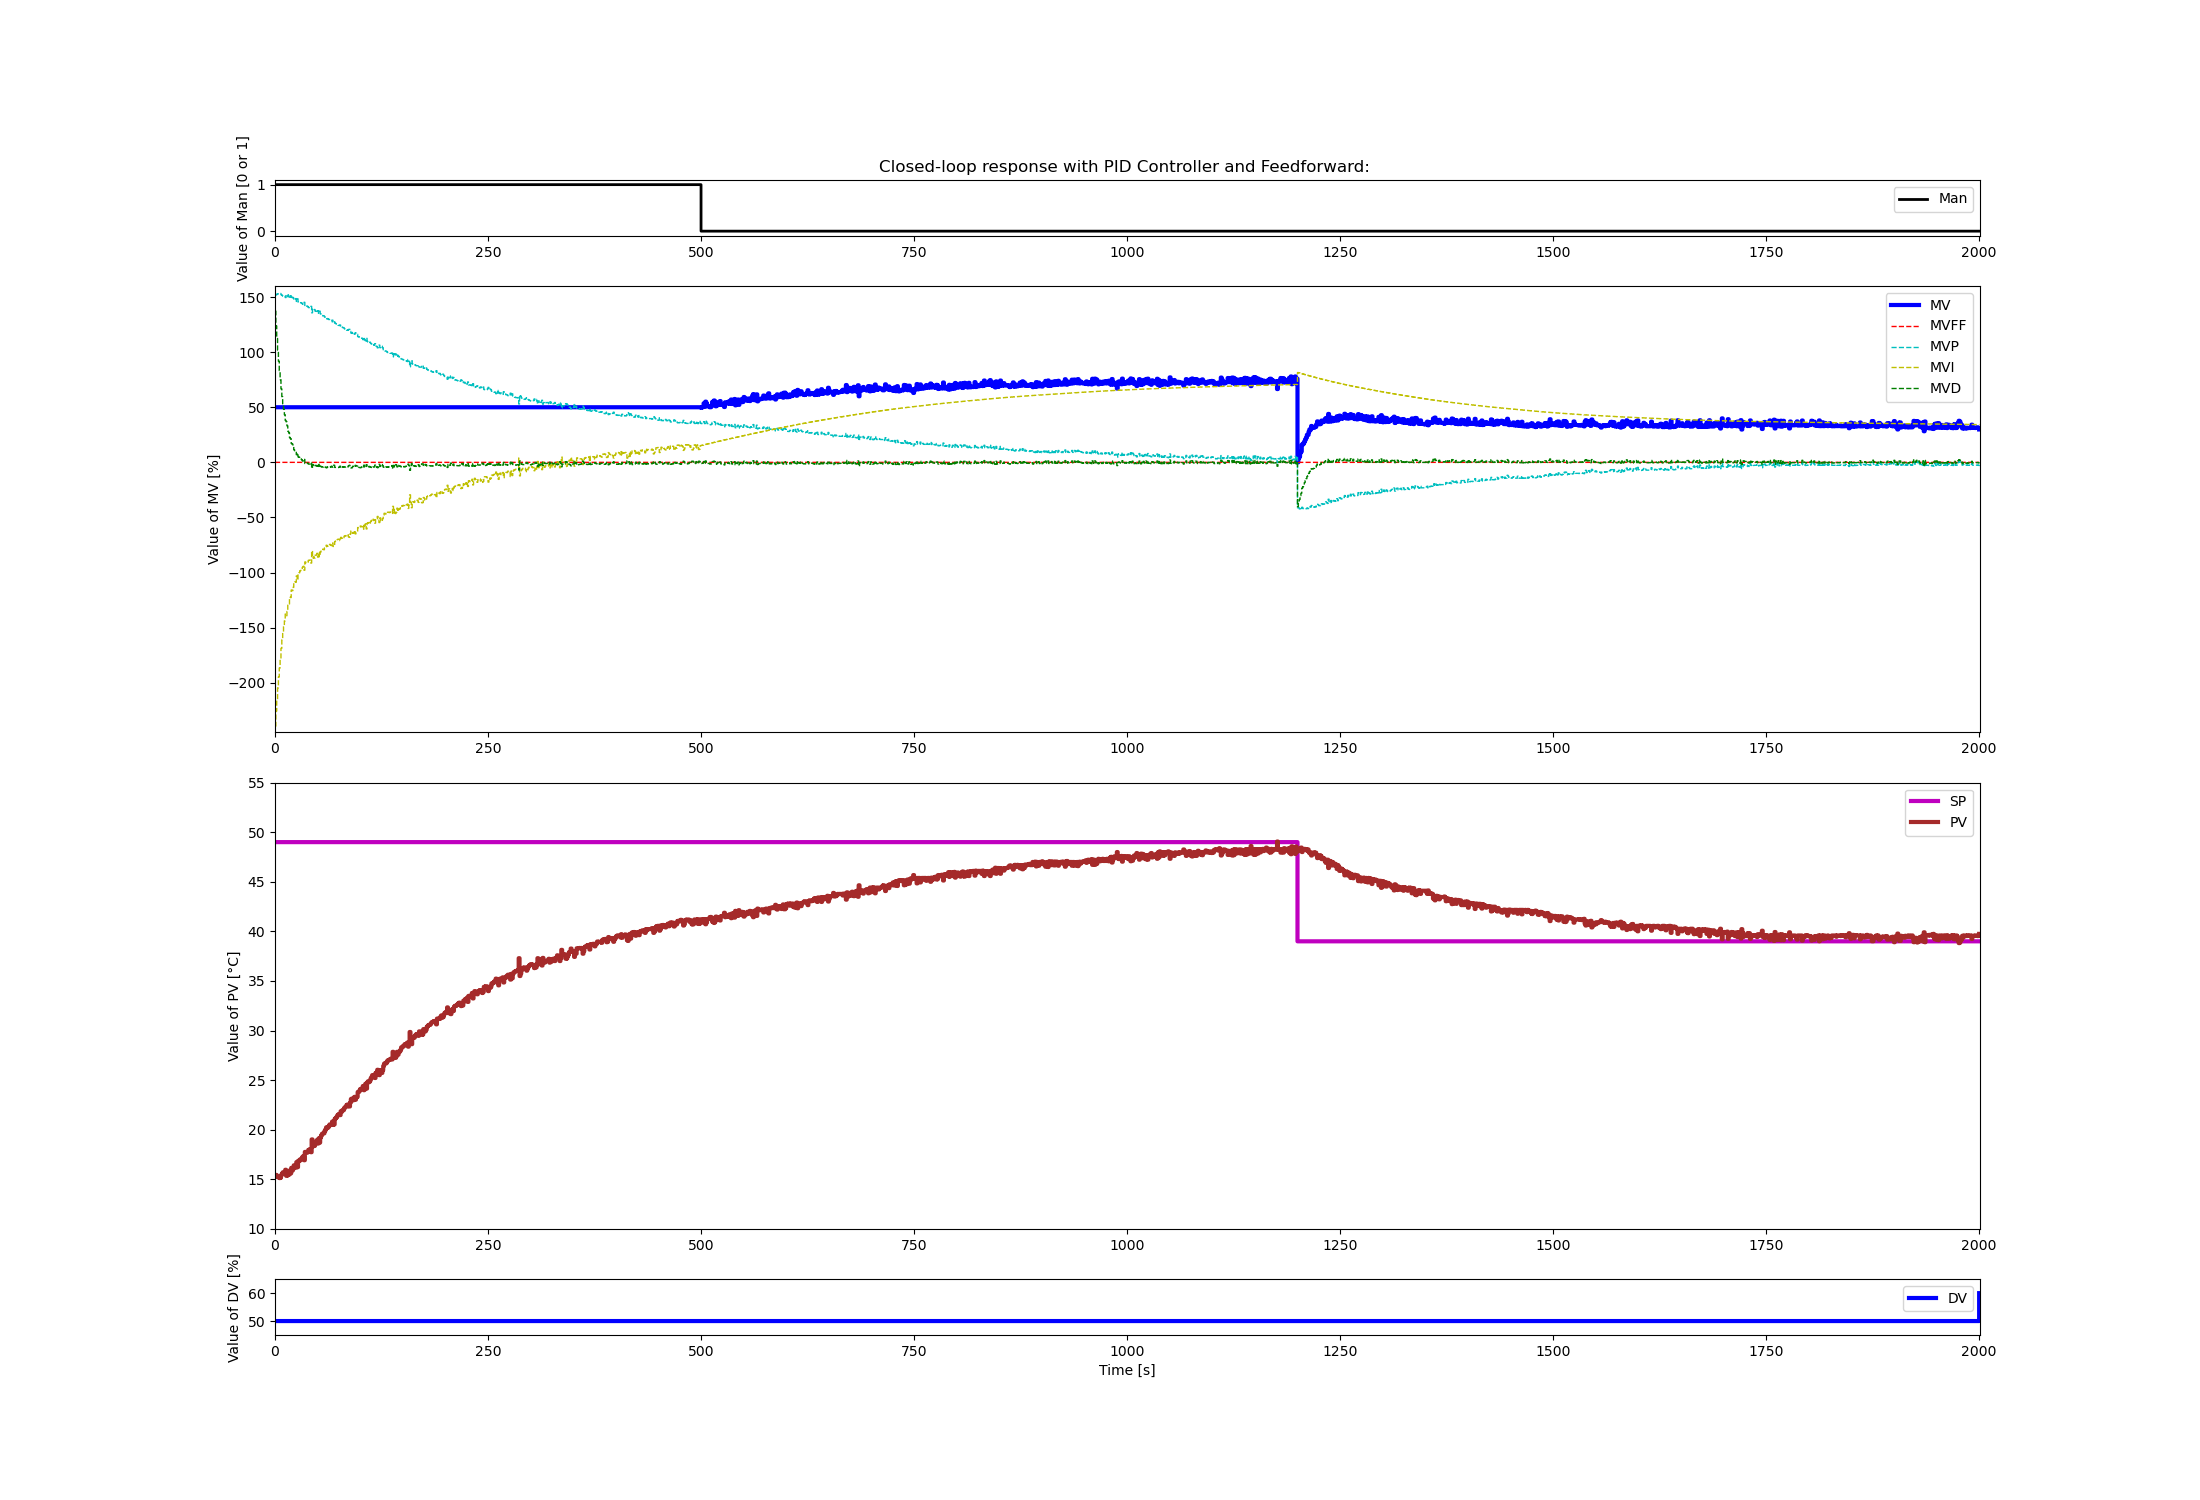 Closed-loop response with PID Controller and Feedforward:
Value of Man [0 or 1]
1
0
Man
0 250 500 750 1000 1250 1500 1750 2000
Value of MV [%]
150
100
50
0
−50
−100
−150
−200
MV
MVFF
MVP
MVI
MVD
0 250 500 750 1000 1250 1500 1750 2000
Value of PV [°C]
55
50
45
40
35
30
25
20
15
10
SP
PV
0 250 500 750 1000 1250 1500 1750 2000
Value of DV [%]
60
50
DV
0 250 500 750 1000 1250 1500 1750 2000
Time [s]